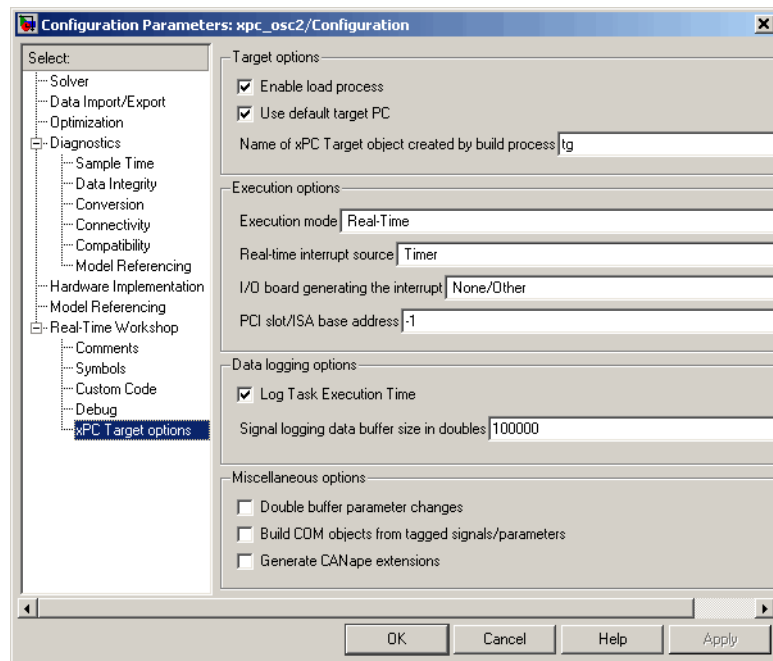 Configuration Parameters: xpc_osc2/Configuration
Select:
Solver
Data Import/Export
Optimization
Diagnostics
Sample Time
Data Integrity
Conversion
Connectivity
Compatibility
Model Referencing
Hardware Implementation
Model Referencing
Real-Time Workshop
Comments
Symbols
Custom Code
Debug
xPC Target options
Target options
Enable load process
Use default target PC
Name of xPC Target object created by build process tg
Execution options
Execution mode Real-Time
Real-time interrupt source Timer
I/O board generating the interrupt None/Other
PCI slot/ISA base address -1
Data logging options
Log Task Execution Time
Signal logging data buffer size in doubles 100000
Miscellaneous options
Double buffer parameter changes
Build COM objects from tagged signals/parameters
Generate CANape extensions
OK Cancel Help Apply